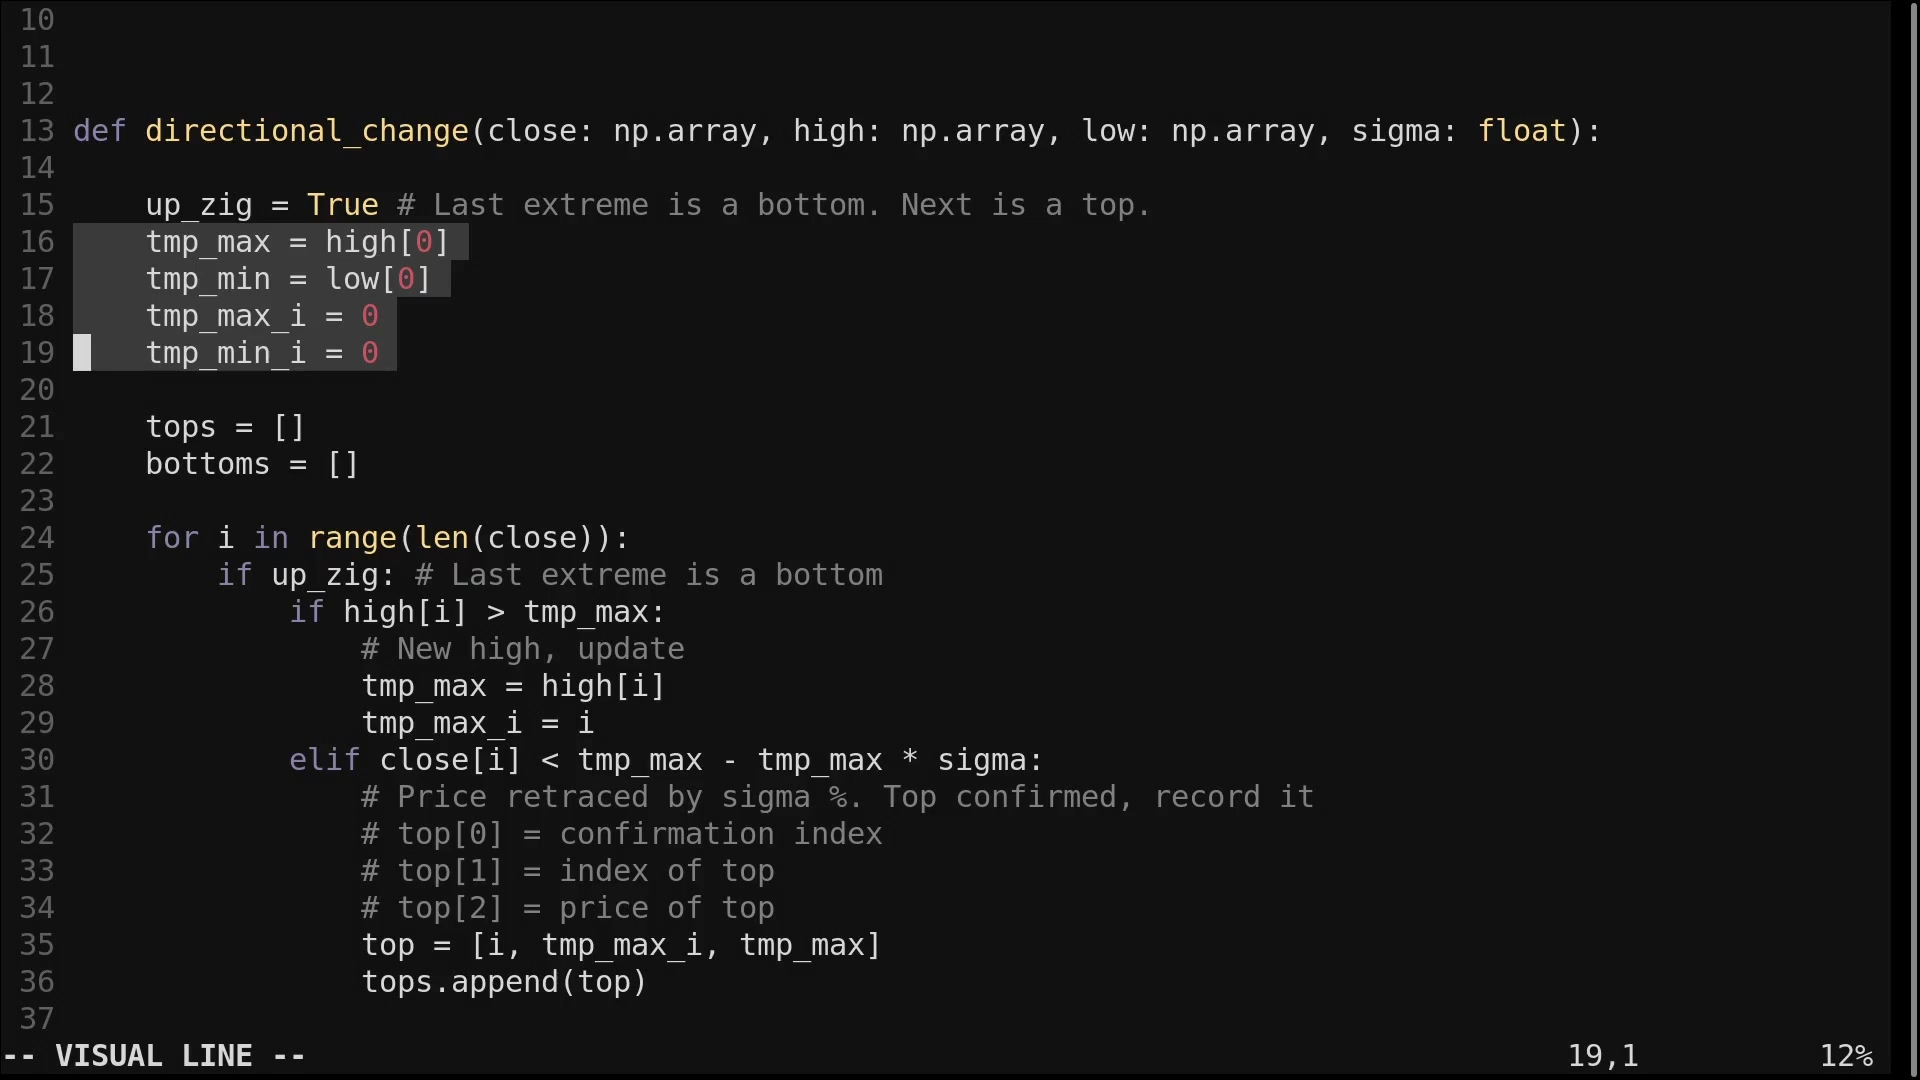 10
11
12
13 def directional_change(close: np.array, high: np.array, low: np.array, sigma: float):
14
15     up_zig = True # Last extreme is a bottom. Next is a top.
16     tmp_max = high[0]
17     tmp_min = low[0]
18     tmp_max_i = 0
19     tmp_min_i = 0
20
21     tops = []
22     bottoms = []
23
24     for i in range(len(close)):
25         if up_zig: # Last extreme is a bottom
26             if high[i] > tmp_max:
27                 # New high, update
28                 tmp_max = high[i]
29                 tmp_max_i = i
30             elif close[i] < tmp_max - tmp_max * sigma:
31                 # Price retraced by sigma %. Top confirmed, record it
32                 # top[0] = confirmation index
33                 # top[1] = index of top
34                 # top[2] = price of top
35                 top = [i, tmp_max_i, tmp_max]
36                 tops.append(top)
37
-- VISUAL LINE -- 19,1 12%